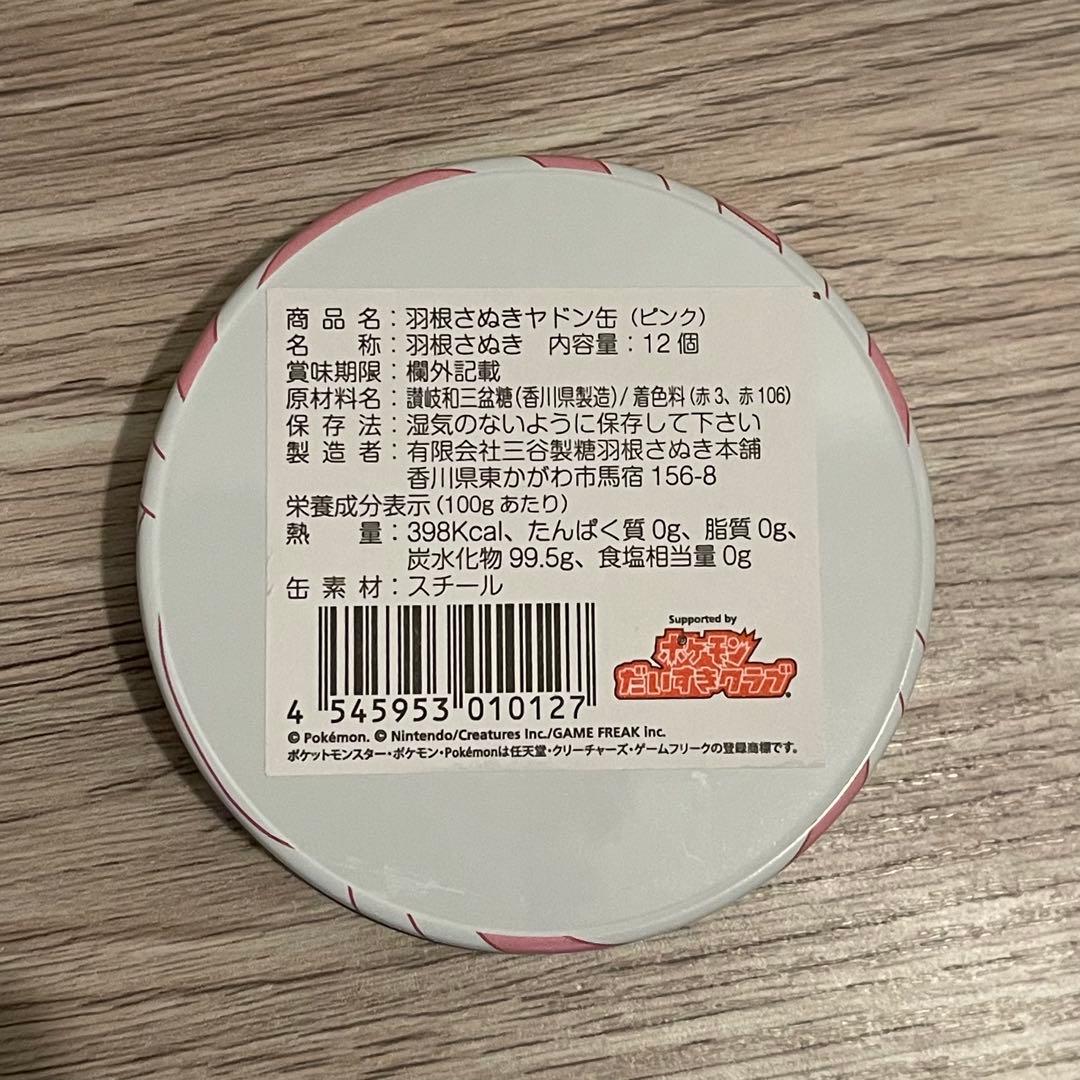 商品名：羽根さぬきヤドン缶（ピンク）
名　称：羽根さぬき　内容量：12個
賞味期限：欄外記載
原材料名：讃岐和三盆糖(香川県製造) / 着色料 (赤3、赤106)
保存法：湿気のないように保存して下さい
製造者：有限会社三谷製糖羽根さぬき本舗
香川県東かがわ市馬宿 156-8
栄養成分表示 (100g あたり)
熱　量：398Kcal、たんぱく質 0g、脂質 0g、
炭水化物 99.5g、食塩相当量 0g
缶素材：スチール
Supported by
ポケモン
だいすきクラブ
4 545953 010127
© Pokémon. © Nintendo/Creatures Inc./GAME FREAK inc.
ポケットモンスター・ポケモン・Pokémonは任天堂・クリーチャーズ・ゲームフリークの登録商標です。